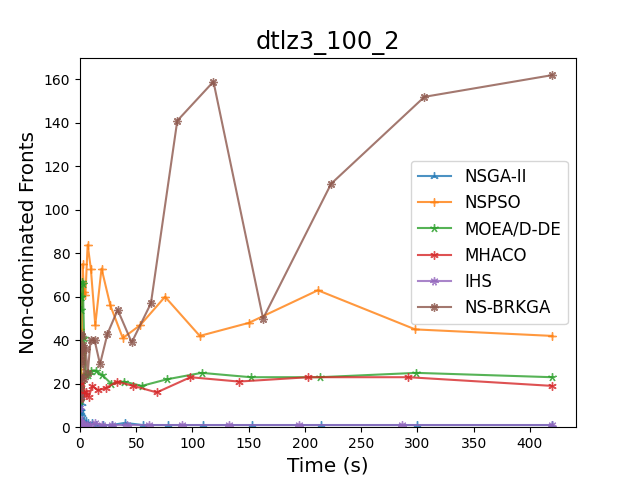 dtlz3_100_2
Non-dominated Fronts
160
140
120
100
80
60
40
20
0
0 50 100 150 200 250 300 350 400
Time (s)
NSGA-II
NSPSO
MOEA/D-DE
MHACO
IHS
NS-BRKGA